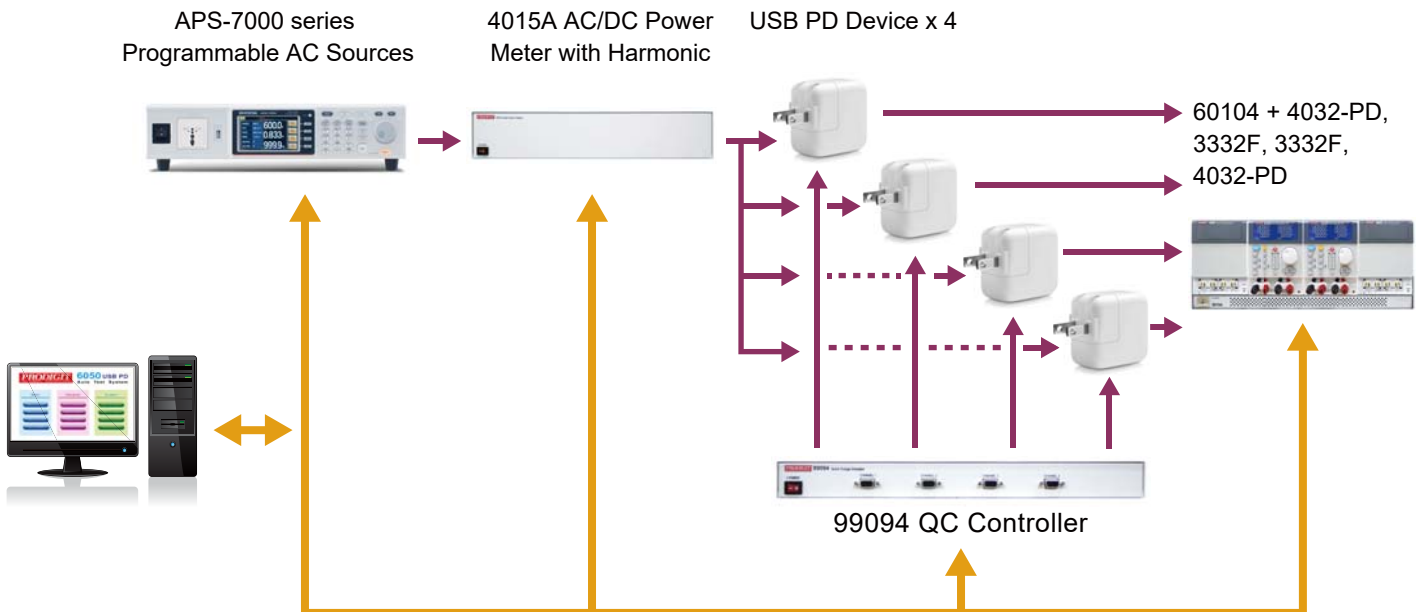 APS-7000 series
Programmable AC Sources
4015A AC/DC Power
Meter with Harmonic
USB PD Device x 4
60104 + 4032-PD,
3332F, 3332F,
4032-PD
600.0
0.833
999.9
PRODIGIT 6050 USB PD
Auto Test System
PRODIGIT 99094
99094 QC Controller